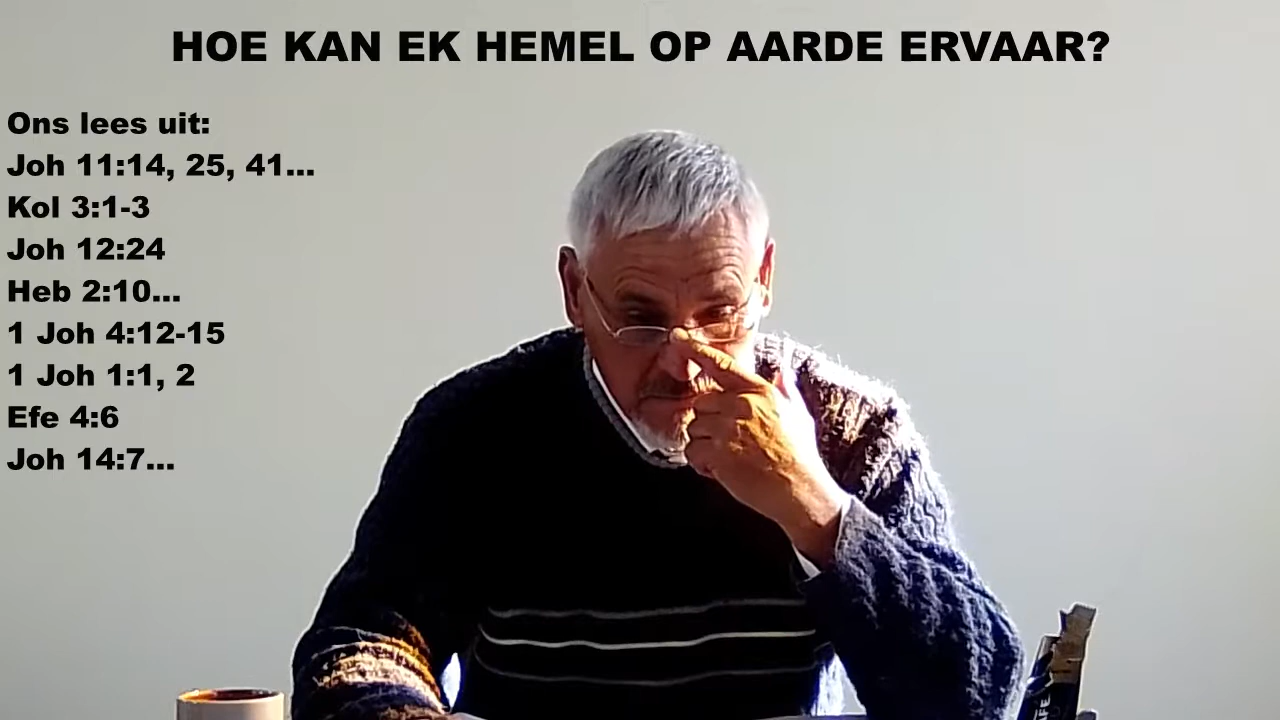 HOE KAN EK HEMEL OP AARDE ERVAAR?
Ons lees uit:
Joh 11:14, 25, 41...
Kol 3:1-3
Joh 12:24
Heb 2:10...
1 Joh 4:12-15
1 Joh 1:1, 2
Efe 4:6
Joh 14:7...